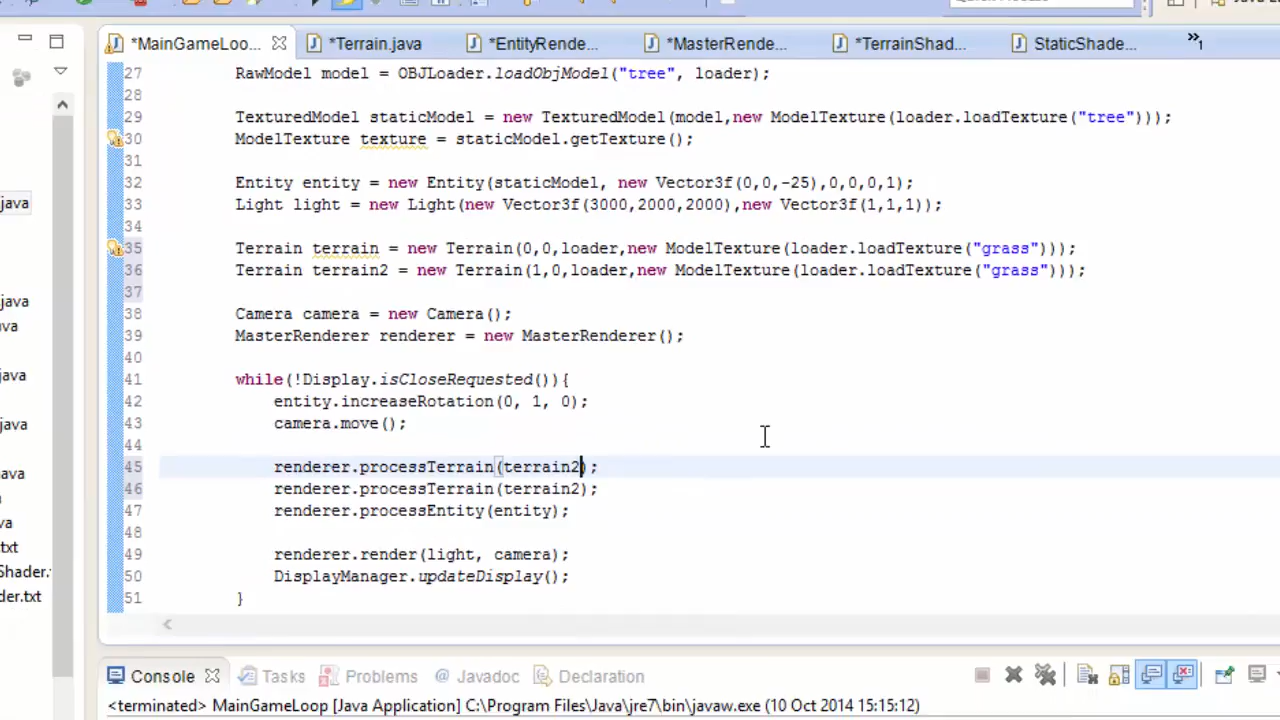 *MainGameLoo...
*Terrain.java
*EntityRende...
*MasterRende...
*TerrainShad...
StaticShade...
»1
27 RawModel model = OBJLoader.loadObjModel("tree", loader);
28
29 TexturedModel staticModel = new TexturedModel(model,new ModelTexture(loader.loadTexture("tree")));
30 ModelTexture texture = staticModel.getTexture();
31
32 Entity entity = new Entity(staticModel, new Vector3f(0,0,-25),0,0,0,1);
33 Light light = new Light(new Vector3f(3000,2000,2000),new Vector3f(1,1,1));
34
35 Terrain terrain = new Terrain(0,0,loader,new ModelTexture(loader.loadTexture("grass")));
36 Terrain terrain2 = new Terrain(1,0,loader,new ModelTexture(loader.loadTexture("grass")));
37
38 Camera camera = new Camera();
39 MasterRenderer renderer = new MasterRenderer();
40
41 while(!Display.isCloseRequested()){
42 entity.increaseRotation(0, 1, 0);
43 camera.move();
44
45 renderer.processTerrain(terrain2);
46 renderer.processTerrain(terrain2);
47 renderer.processEntity(entity);
48
49 renderer.render(light, camera);
50 DisplayManager.updateDisplay();
51 }
java
java
va
java
java
ava
va
txt
Shader.
der.txt
Console
Tasks
Problems
@ Javadoc
Declaration
<terminated> MainGameLoop [Java Application] C:\Program Files\Java\jre7\bin\javaw.exe (10 Oct 2014 15:15:12)